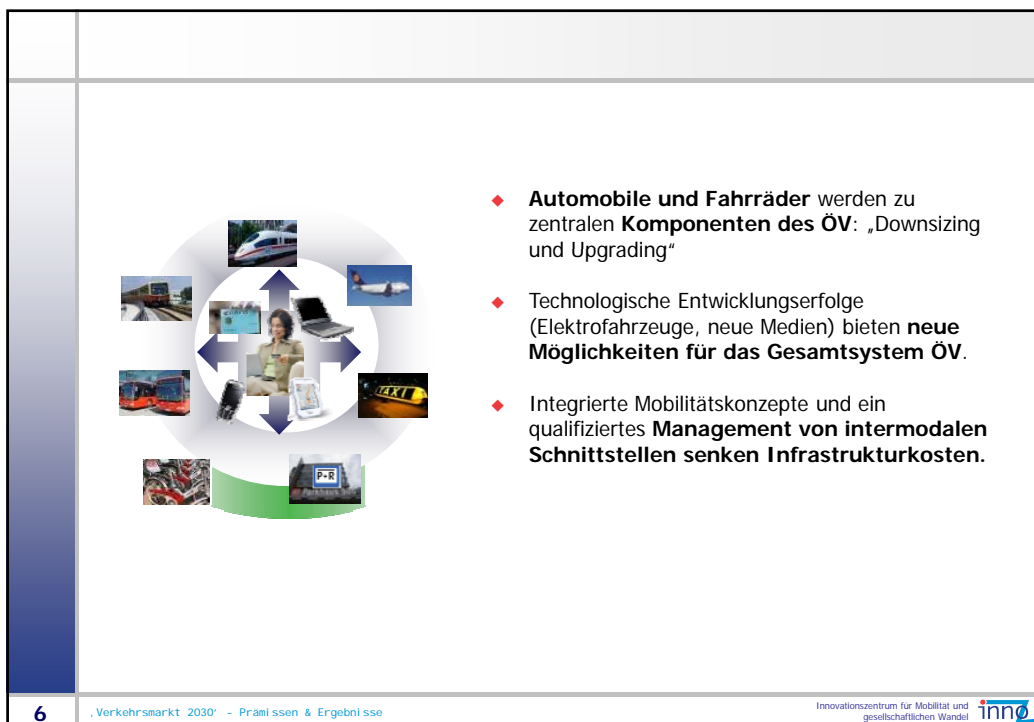 Automobile und Fahrräder werden zu
zentralen Komponenten des ÖV: „Downsizing
und Upgrading“
Technologische Entwicklungserfolge
(Elektrofahrzeuge, neue Medien) bieten neue
Möglichkeiten für das Gesamtsystem ÖV.
Integrierte Mobilitätskonzepte und ein
qualifiziertes Management von intermodalen
Schnittstellen senken Infrastrukturkosten.
TAXI
P+R
Parkhaus
6
‚Verkehrsmarkt 2030‘ - Prämissen & Ergebnisse
Innovationszentrum für Mobilität und
gesellschaftlichen Wandel
innoz